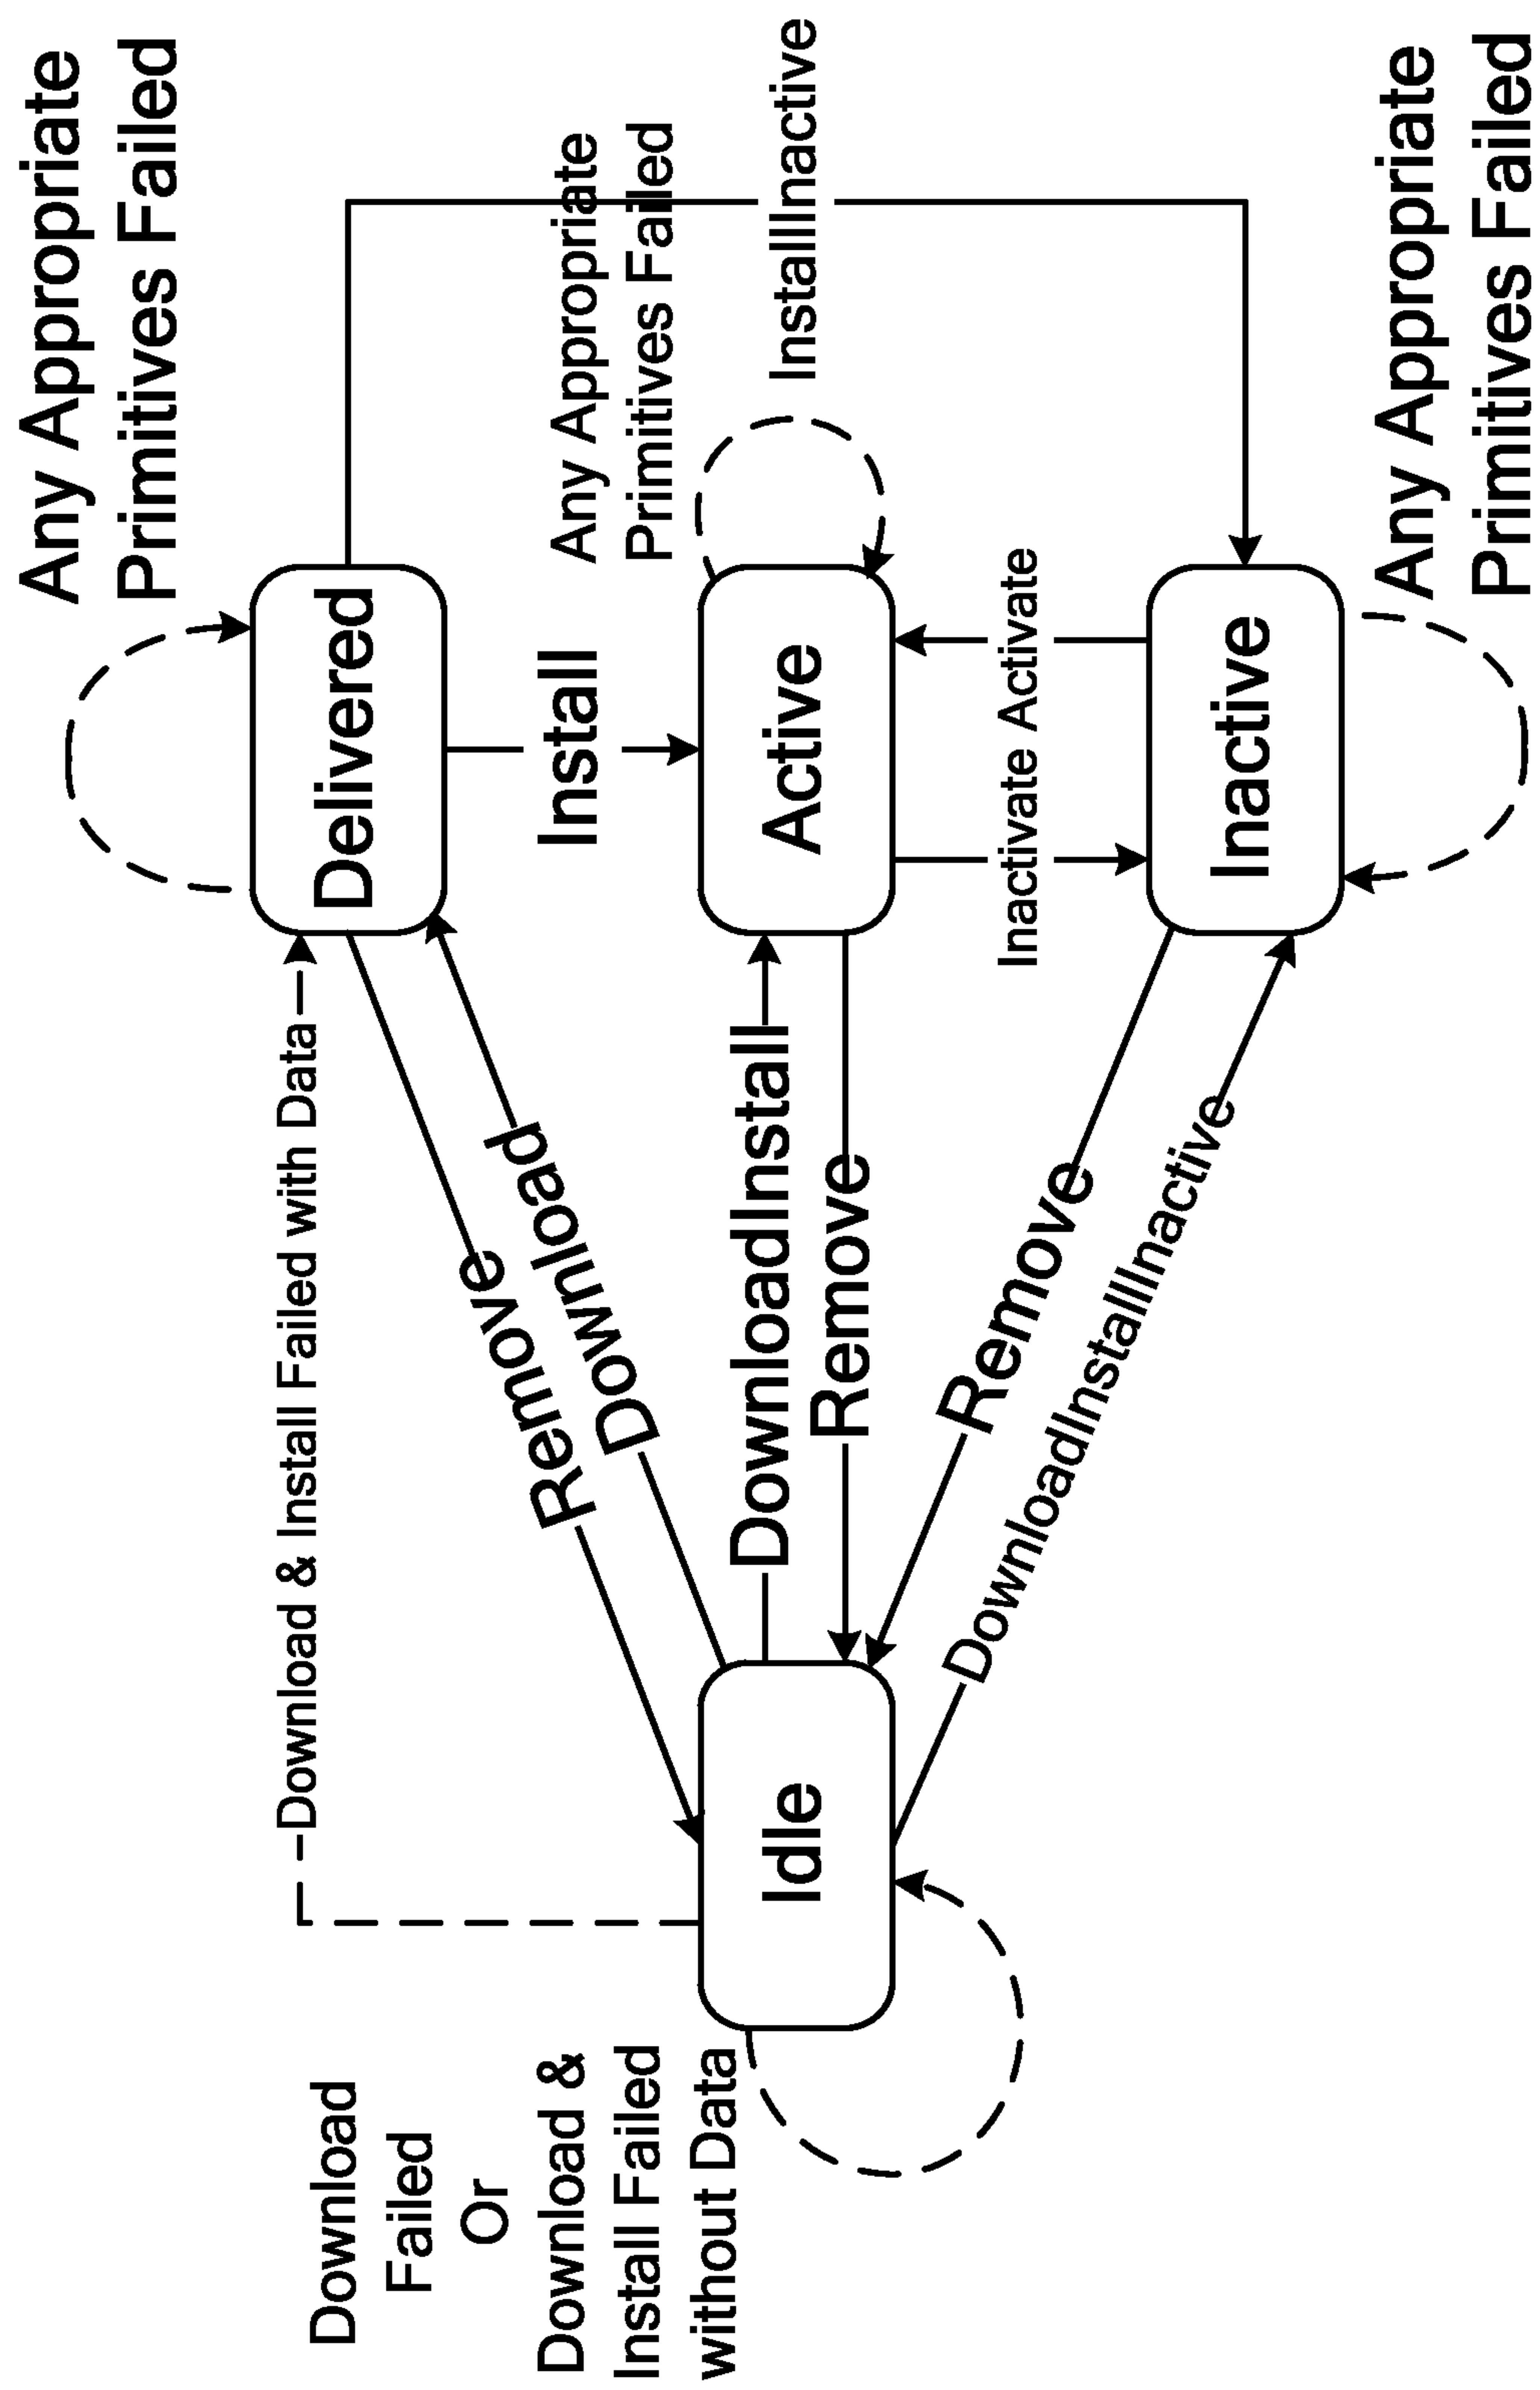 Any Appropriate
Primitives Failed
Delivered
Download & Install Failed with Data
Remove
Download
Install
Any Appropriate
Primitives Failed
InstallInactive
Download
Failed
Or
Download &
Install Failed
without Data
Idle
DownloadInstall
Remove
Active
Inactivate Activate
Remove
DownloadInstallInactive
Inactive
Any Appropriate
Primitives Failed